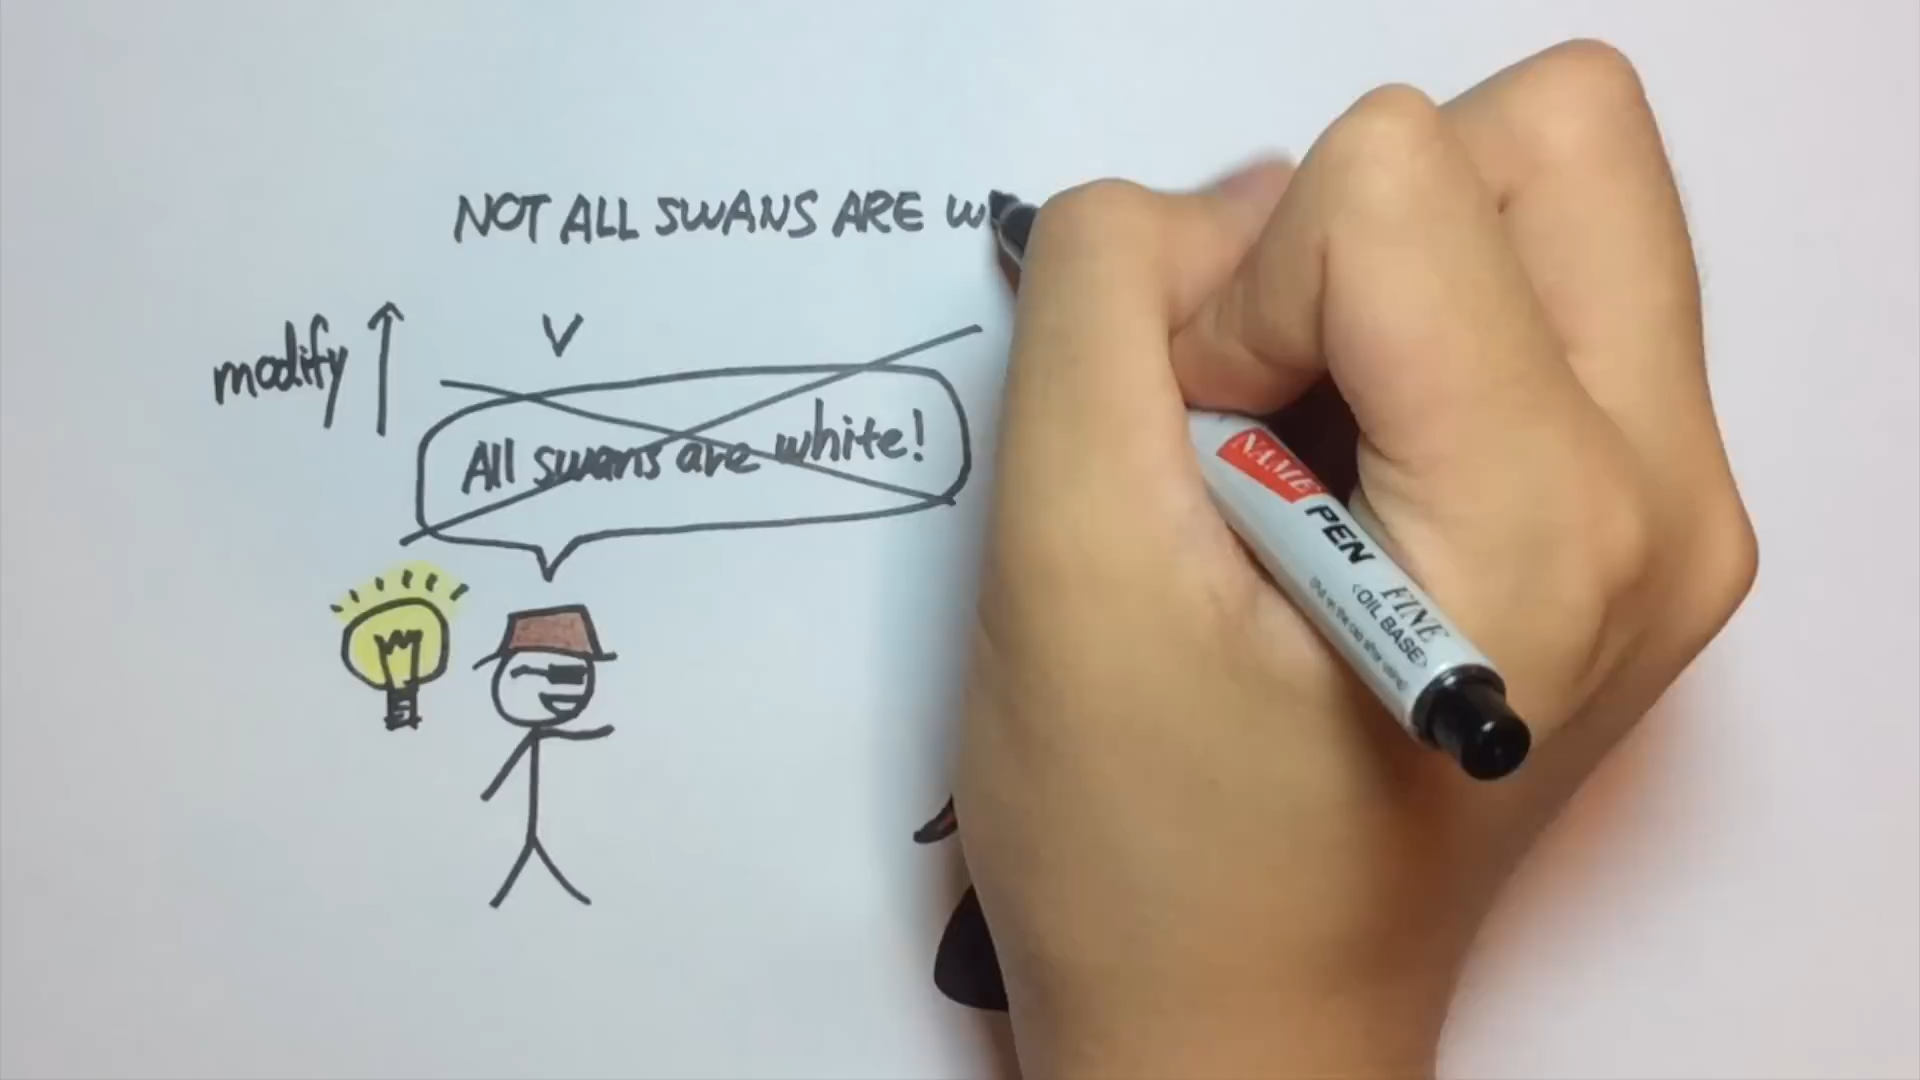 NOT ALL SWANS ARE W
modify
V
All swans are white!
NAME
PEN
FINE
<OIL BASE>